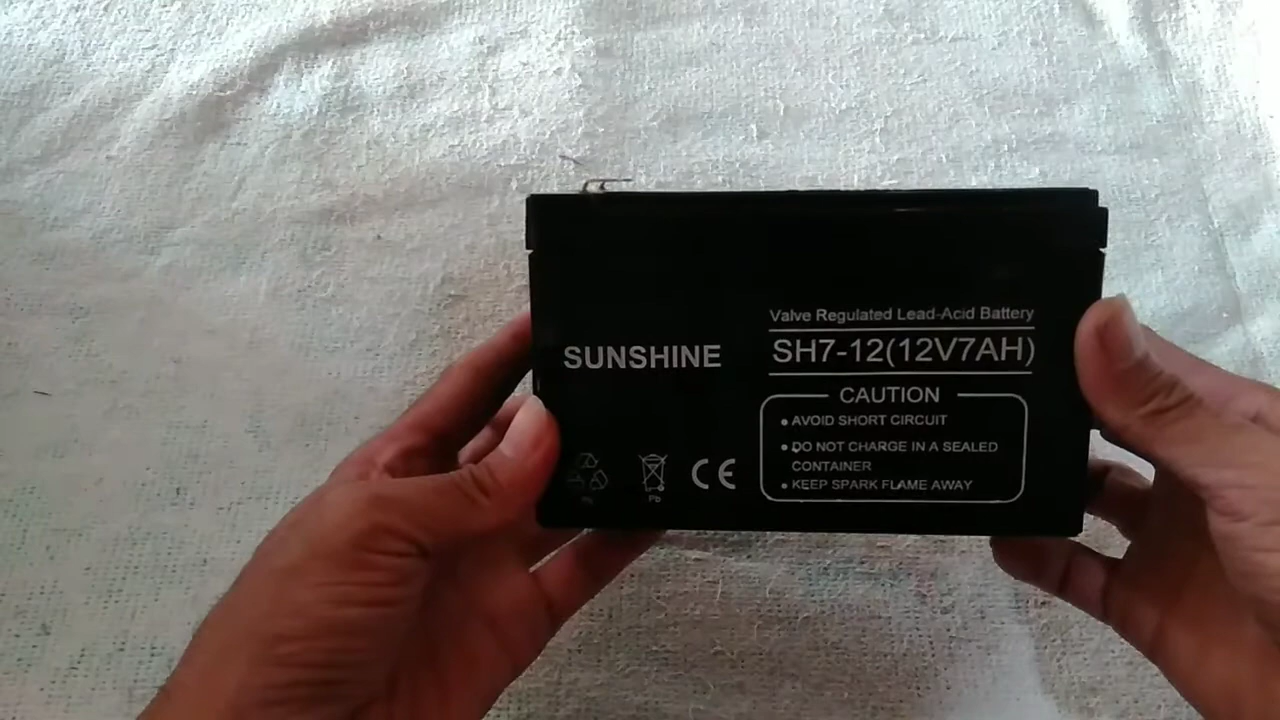 Valve Regulated Lead-Acid Battery
SUNSHINE
SH7-12(12V7AH)
CAUTION
• AVOID SHORT CIRCUIT
• DO NOT CHARGE IN A SEALED
CONTAINER
• KEEP SPARK FLAME AWAY
Pb
CE